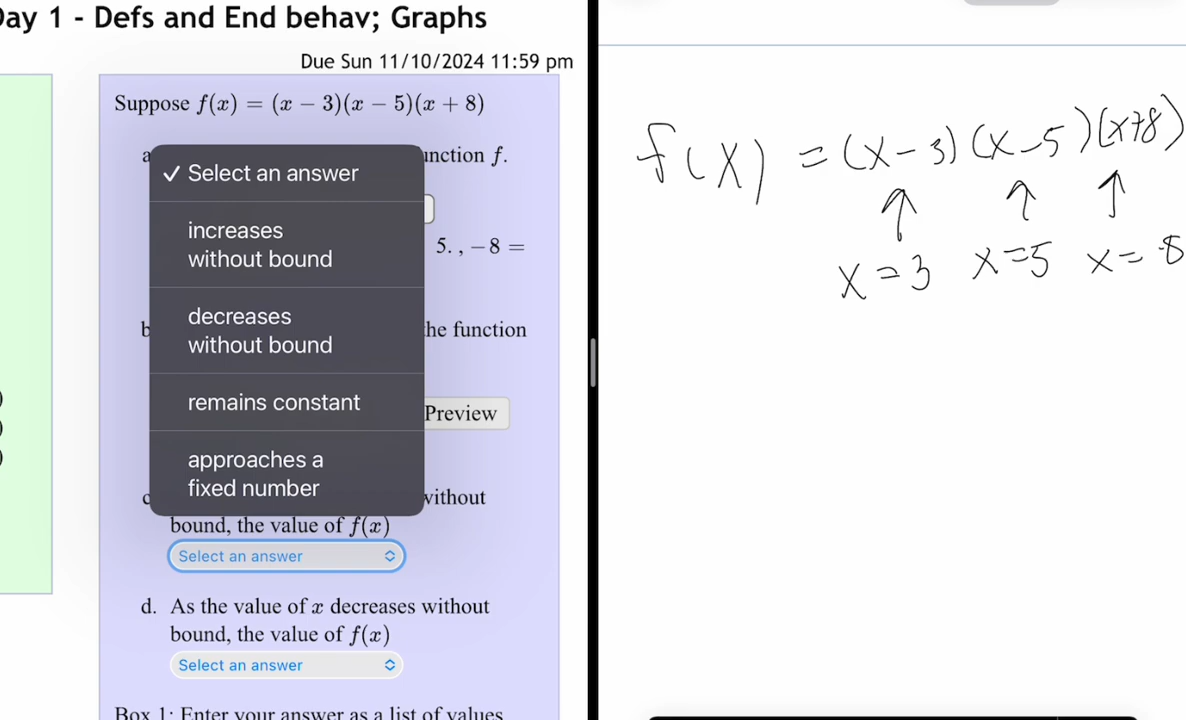 ay 1 - Defs and End behav; Graphs
Due Sun 11/10/2024 11:59 pm
Suppose f(x) = (x − 3)(x − 5)(x + 8)
a unction f.
✓ Select an answer
increases
without bound
5. , −8 =
decreases
without bound
b he function
remains constant
Preview
approaches a
fixed number
c vithout
bound, the value of f(x)
Select an answer
d. As the value of x decreases without
bound, the value of f(x)
Select an answer
Box 1: Enter your answer as a list of values
f(x) = (x-3)(x-5)(x+8)
x=3 x=5 x=-8